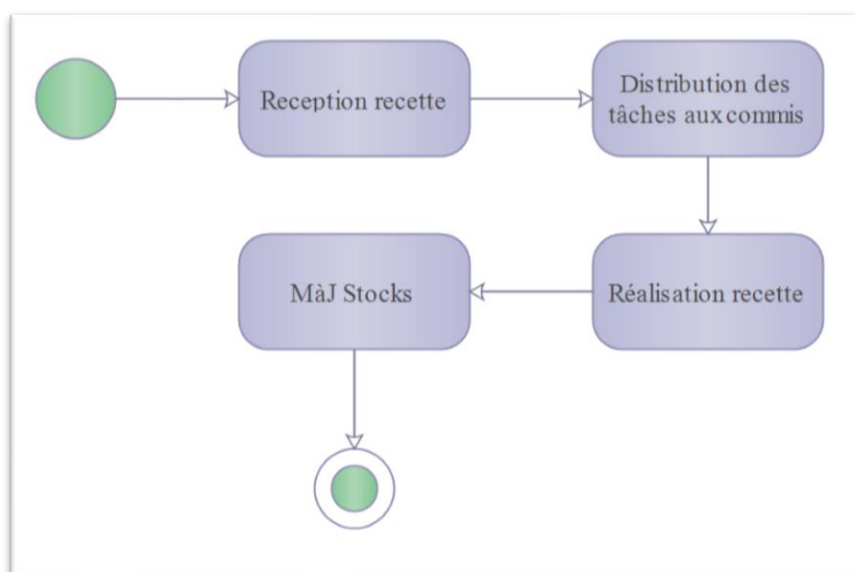 Reception recette
Distribution des
tâches aux commis
Réalisation recette
MàJ Stocks